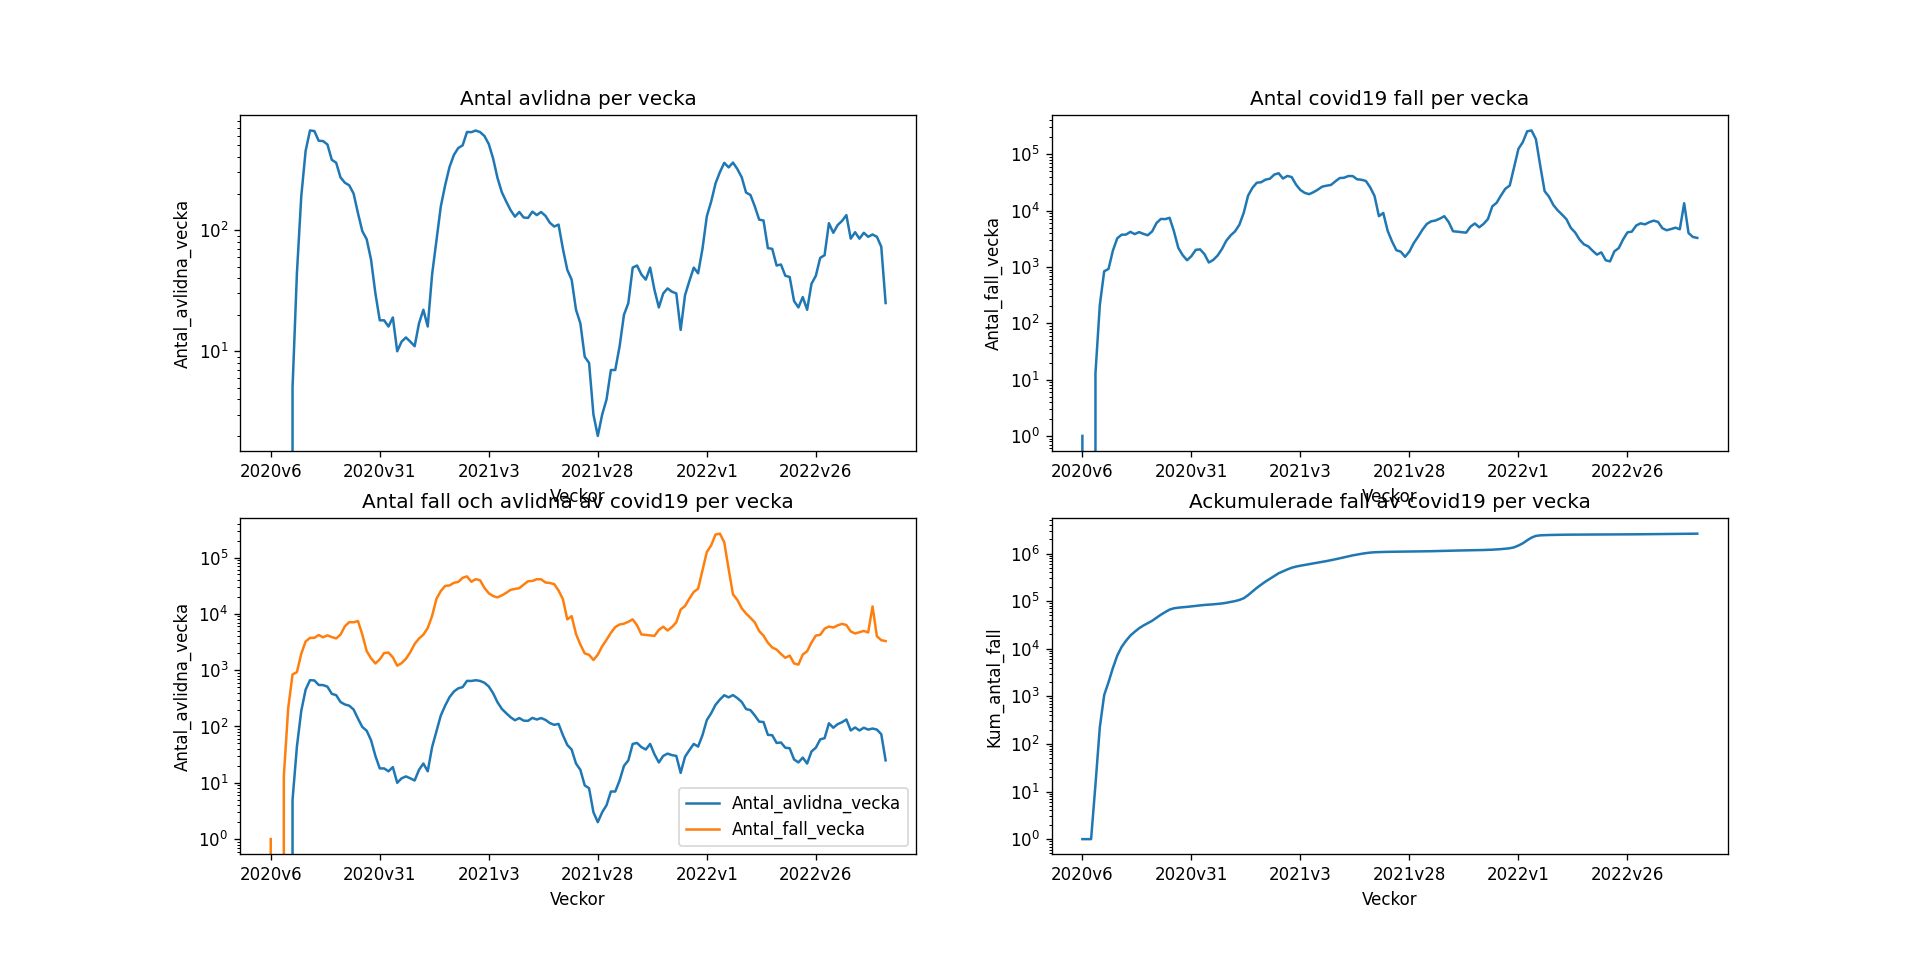 Antal avlidna per vecka
Antal_avlidna_vecka
10²
10¹
2020v6 2020v31 2021v3 2021v28 2022v1 2022v26
Veckor
Antal covid19 fall per vecka
Antal_fall_vecka
10⁵
10⁴
10³
10²
10¹
10⁰
2020v6 2020v31 2021v3 2021v28 2022v1 2022v26
Veckor
Antal fall och avlidna av covid19 per vecka
Antal_avlidna_vecka
10⁵
10⁴
10³
10²
10¹
10⁰
Antal_avlidna_vecka
Antal_fall_vecka
2020v6 2020v31 2021v3 2021v28 2022v1 2022v26
Veckor
Ackumulerade fall av covid19 per vecka
Kum_antal_fall
10⁶
10⁵
10⁴
10³
10²
10¹
10⁰
2020v6 2020v31 2021v3 2021v28 2022v1 2022v26
Veckor